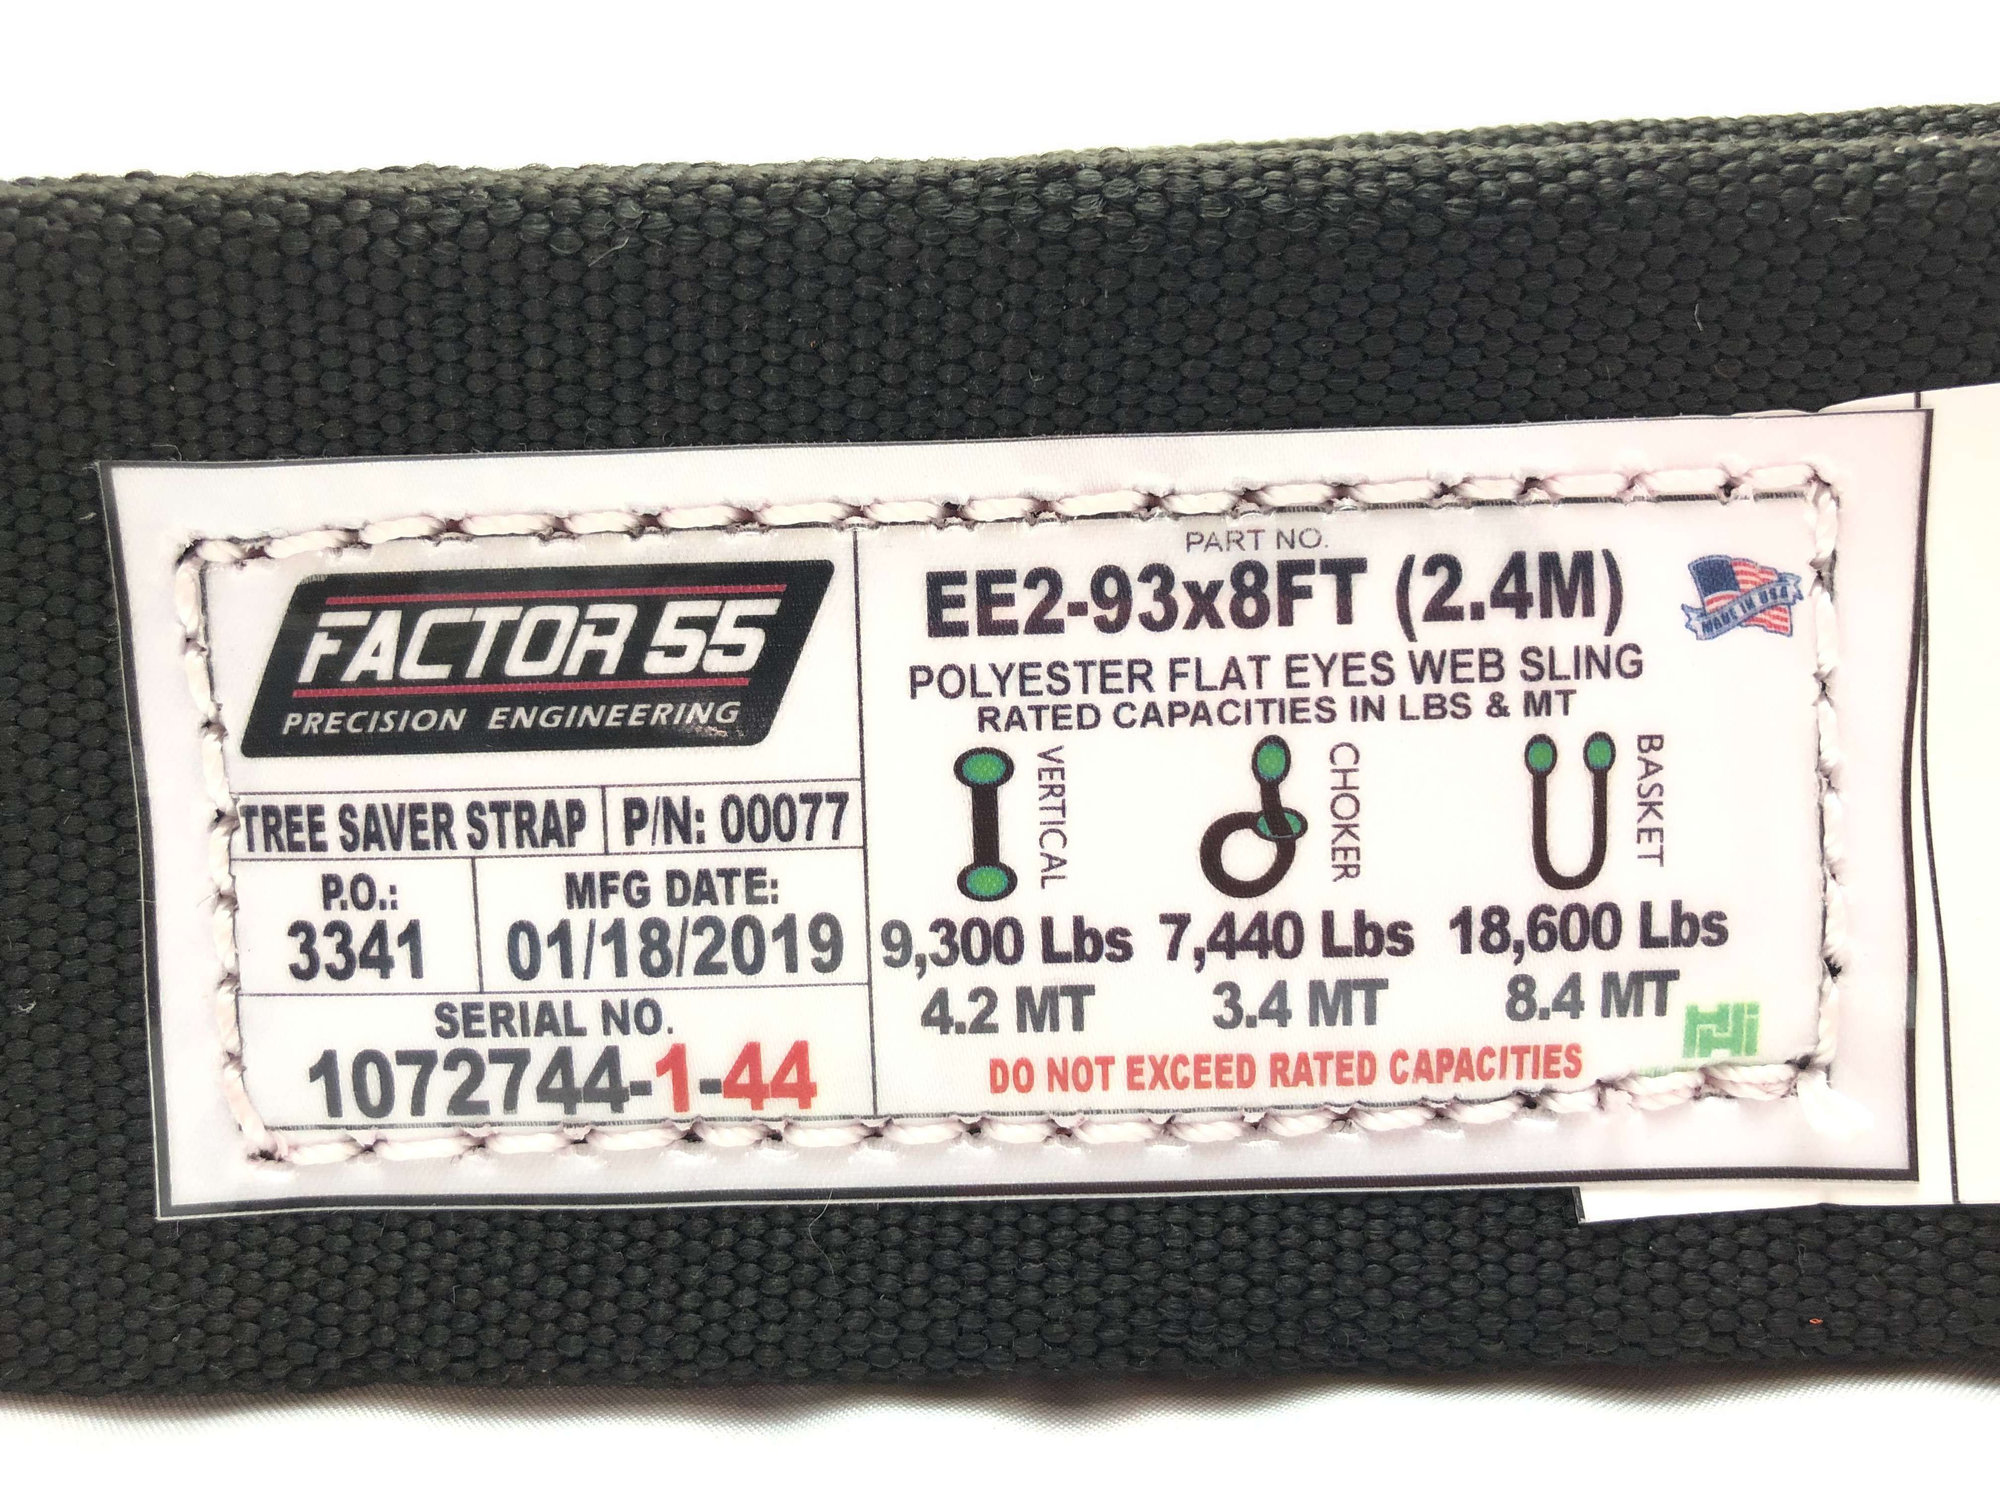 FACTOR 55
PRECISION ENGINEERING
TREE SAVER STRAP P/N: 00077
P.O.: MFG DATE:
3341 01/18/2019
SERIAL NO.
1072744-1-44
PART NO.
EE2-93x8FT (2.4M)
MADE IN USA
POLYESTER FLAT EYES WEB SLING
RATED CAPACITIES IN LBS & MT
VERTICAL CHOKER BASKET
9,300 Lbs 7,440 Lbs 18,600 Lbs
4.2 MT 3.4 MT 8.4 MT
HHi
DO NOT EXCEED RATED CAPACITIES